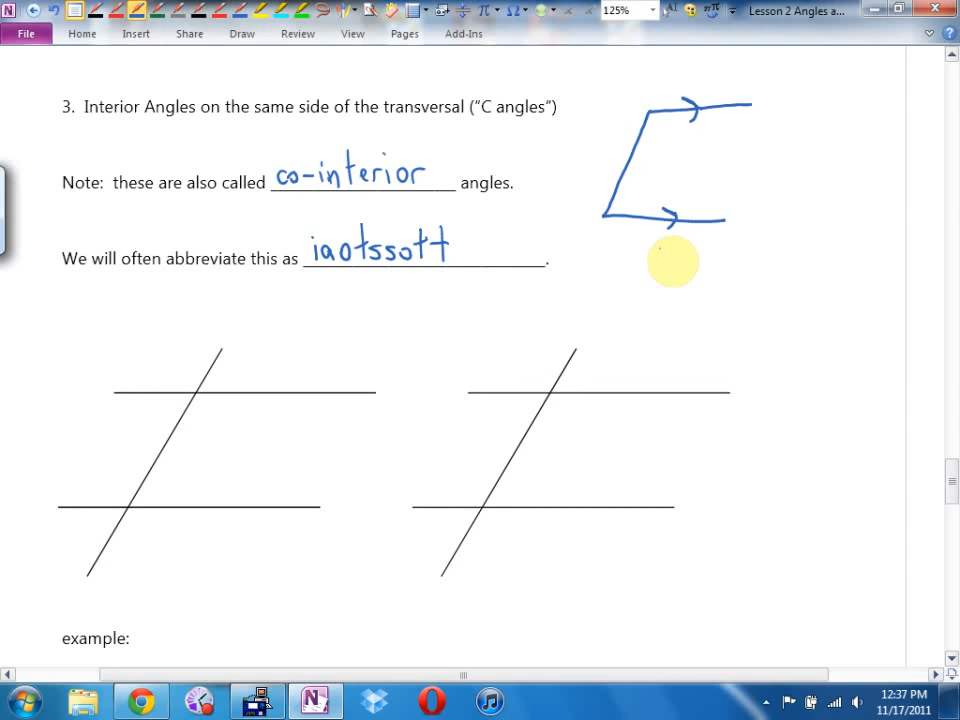 125%
Lesson 2 Angles a...
File Home Insert Share Draw Review View Pages Add-Ins
3. Interior Angles on the same side of the transversal ("C angles")
Note: these are also called co-interior angles.
We will often abbreviate this as iaotssott.
example:
12:37 PM
11/17/2011